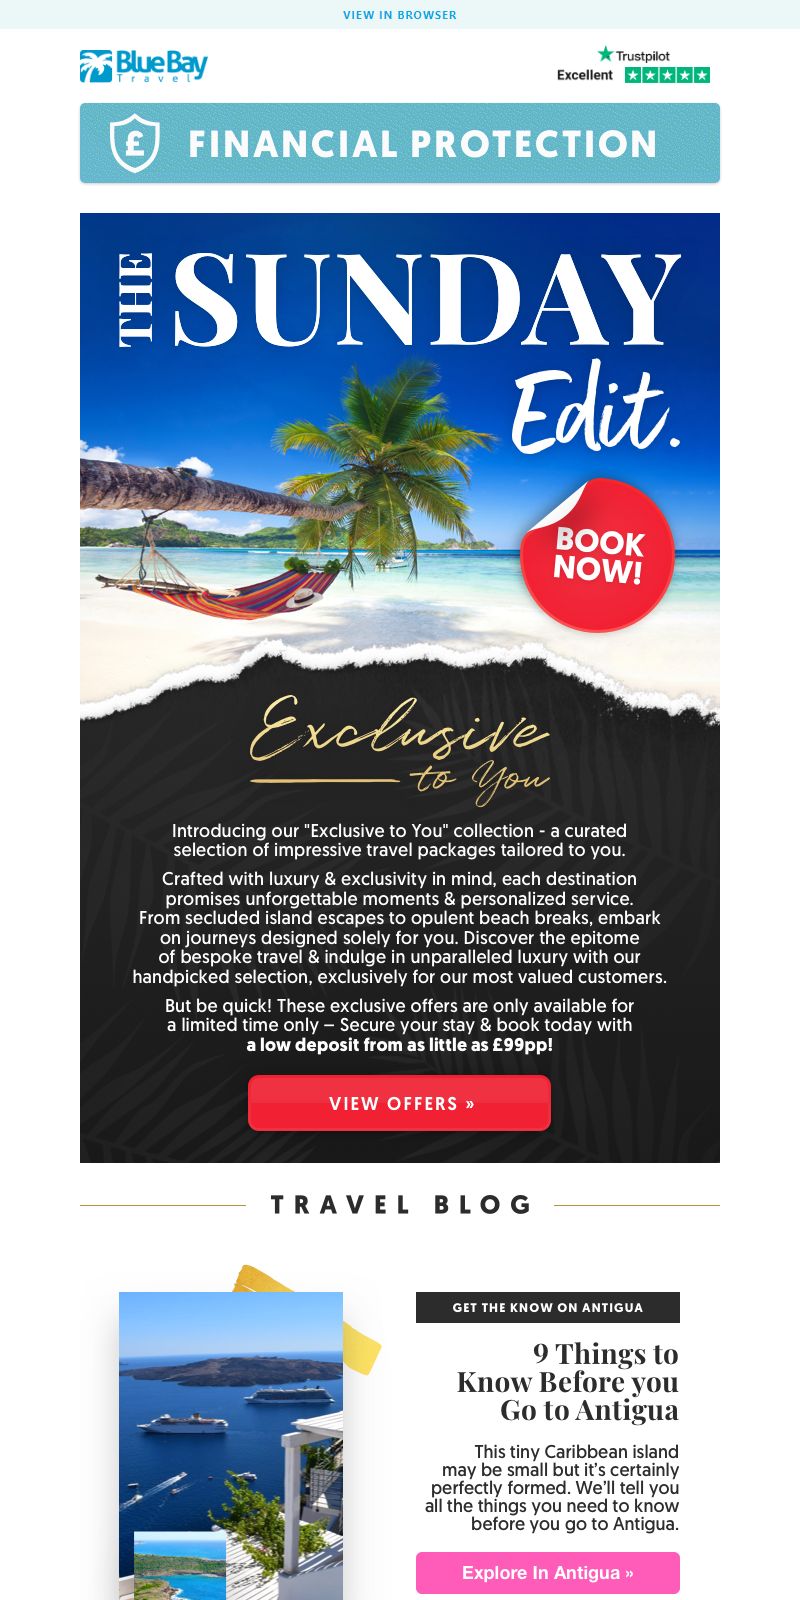 VIEW IN BROWSER
Blue Bay
Travel
Trustpilot
Excellent
£ FINANCIAL PROTECTION
THE SUNDAY
Edit.
BOOK
NOW!
Exclusive
to You
Introducing our "Exclusive to You" collection - a curated
selection of impressive travel packages tailored to you.
Crafted with luxury & exclusivity in mind, each destination
promises unforgettable moments & personalized service.
From secluded island escapes to opulent beach breaks, embark
on journeys designed solely for you. Discover the epitome
of bespoke travel & indulge in unparalleled luxury with our
handpicked selection, exclusively for our most valued customers.
But be quick! These exclusive offers are only available for
a limited time only – Secure your stay & book today with
a low deposit from as little as £99pp!
VIEW OFFERS »
TRAVEL BLOG
GET THE KNOW ON ANTIGUA
9 Things to
Know Before you
Go to Antigua
This tiny Caribbean island
may be small but it's certainly
perfectly formed. We'll tell you
all the things you need to know
before you go to Antigua.
Explore In Antigua »